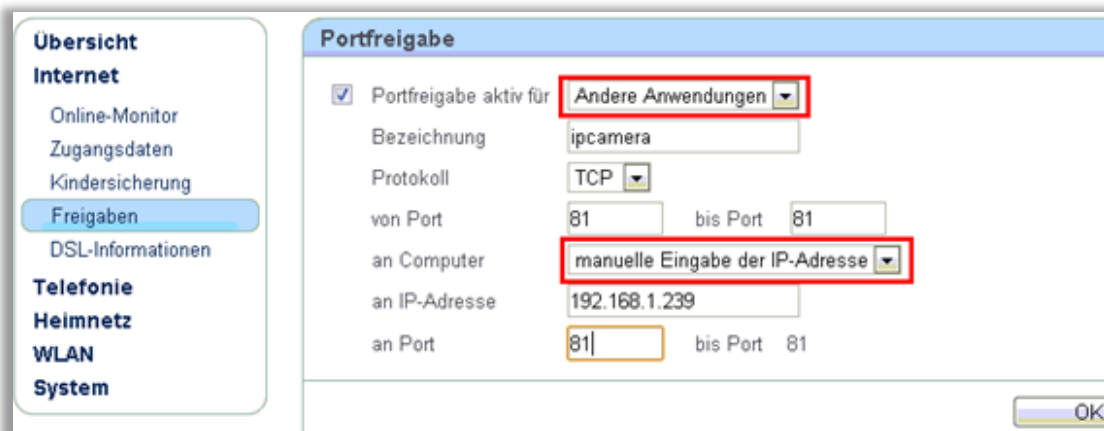 Übersicht
Internet
Online-Monitor
Zugangsdaten
Kindersicherung
Freigaben
DSL-Informationen
Telefonie
Heimnetz
WLAN
System
Portfreigabe
Portfreigabe aktiv für Andere Anwendungen
Bezeichnung ipcamera
Protokoll TCP
von Port 81 bis Port 81
an Computer manuelle Eingabe der IP-Adresse
an IP-Adresse 192.168.1.239
an Port 81 bis Port 81
OK